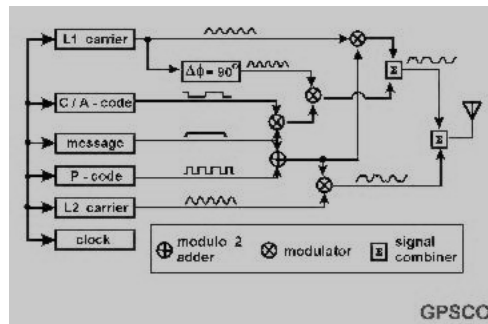 L1 carrier
Δϕ = 90°
C / A - code
message
P - code
L2 carrier
clock
Σ
Σ
modulo 2 adder
modulator
Σ signal combiner
GPSCO